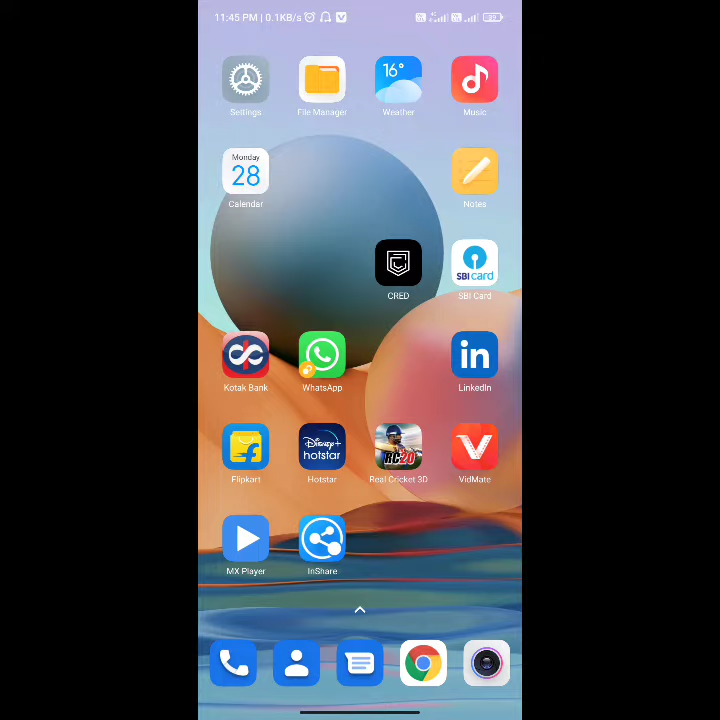 11:45 PM | 0.1KB/s
Settings
File Manager
16°
Weather
Music
Monday
28
Calendar
Notes
CRED
SBI card
SBI Card
Kotak Bank
WhatsApp
in
LinkedIn
Flipkart
Disney+
hotstar
Hotstar
RC20
Real Cricket 3D
VidMate
MX Player
InShare